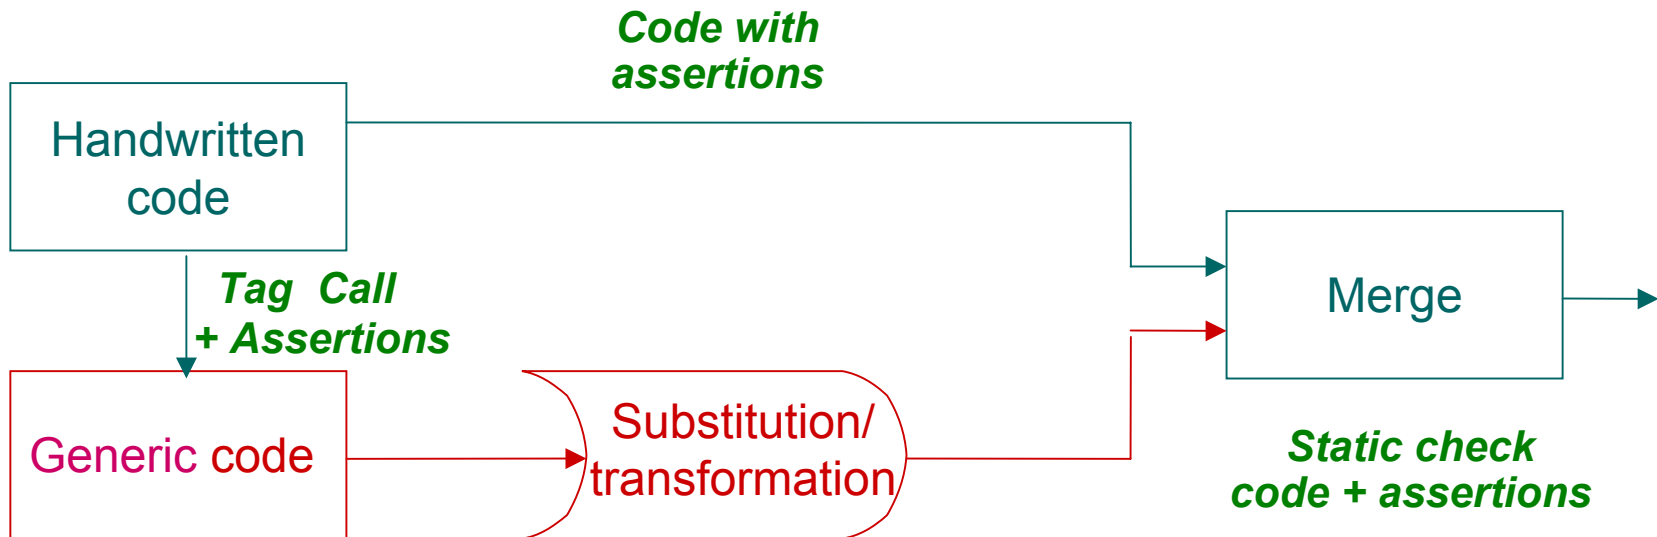 Code with
assertions
Handwritten
code
Tag Call
+ Assertions
Merge
Generic code
Substitution/
transformation
Static check
code + assertions